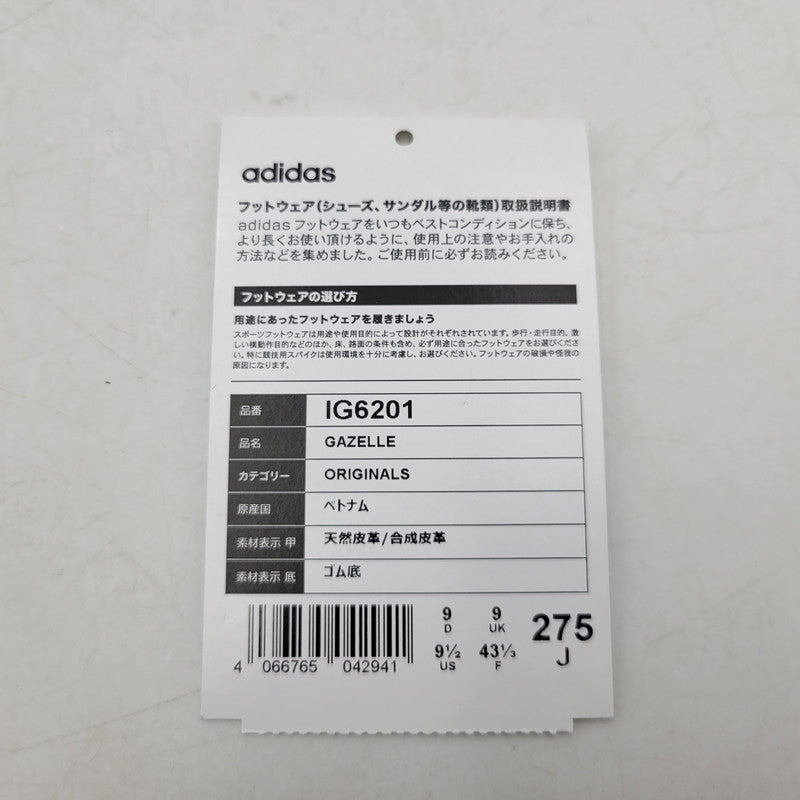 adidas
フットウェア(シューズ、サンダル等の靴類)取扱説明書
adidas フットウェアをいつもベストコンディションに保ち、
より長くお使い頂けるように、使用上の注意やお手入れの
方法などを集めました。ご使用前に必ずお読みください。
フットウェアの選び方
用途にあったフットウェアを履きましょう
スポーツフットウェアは用途や使用目的によって設計がそれぞれされています。歩行・走行目的、激
しい横動作目的などのほか、床、路面の条件も含め、必ず用途に合ったフットウェアをお選びくださ
い。特に競技用スパイクは使用環境を十分に考慮し、お選びください。フットウェアの破損や怪我の
原因になります。
品番 IG6201
品名 GAZELLE
カテゴリー ORIGINALS
原産国 ベトナム
素材表示 甲 天然皮革/合成皮革
素材表示 底 ゴム底
9 9 275
D UK J
9½ 43⅓
US F
4 066765 042941